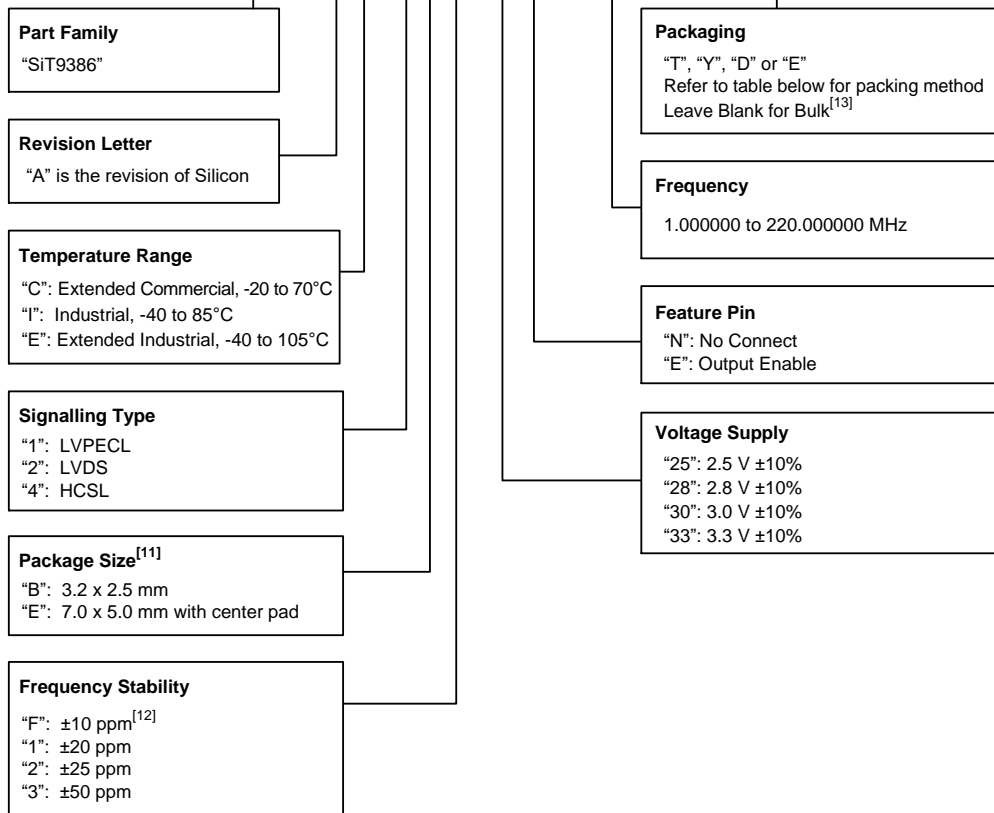 Part Family
“SiT9386”
Revision Letter
“A” is the revision of Silicon
Temperature Range
“C”: Extended Commercial, -20 to 70°C
“I”: Industrial, -40 to 85°C
“E”: Extended Industrial, -40 to 105°C
Signalling Type
“1”: LVPECL
“2”: LVDS
“4”: HCSL
Package Size[11]
“B”: 3.2 x 2.5 mm
“E”: 7.0 x 5.0 mm with center pad
Frequency Stability
“F”: ±10 ppm[12]
“1”: ±20 ppm
“2”: ±25 ppm
“3”: ±50 ppm
Packaging
“T”, “Y”, “D” or “E”
Refer to table below for packing method
Leave Blank for Bulk[13]
Frequency
1.000000 to 220.000000 MHz
Feature Pin
“N”: No Connect
“E”: Output Enable
Voltage Supply
“25”: 2.5 V ±10%
“28”: 2.8 V ±10%
“30”: 3.0 V ±10%
“33”: 3.3 V ±10%